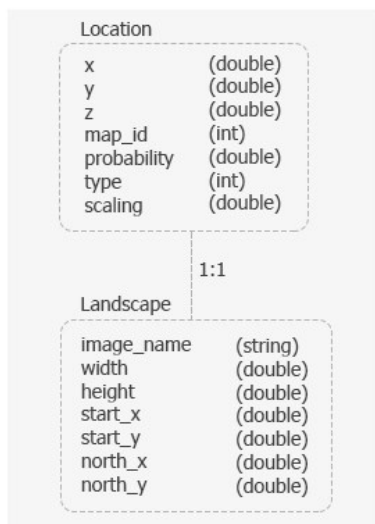 Location
x (double)
y (double)
z (double)
map_id (int)
probability (double)
type (int)
scaling (double)
1:1
Landscape
image_name (string)
width (double)
height (double)
start_x (double)
start_y (double)
north_x (double)
north_y (double)